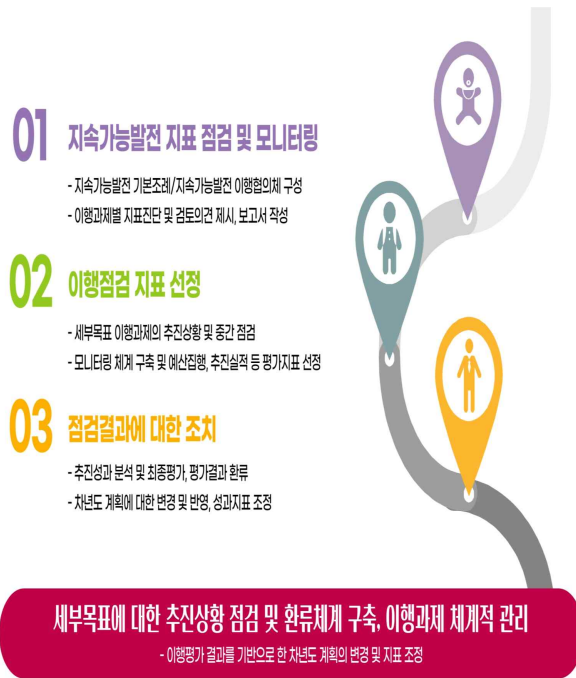 01 지속가능발전 지표 점검 및 모니터링
- 지속가능발전 기본조례/지속가능발전 이행협의체 구성
- 이행과제별 지표진단 및 검토의견 제시, 보고서 작성
02 이행점검 지표 선정
- 세부목표 이행과제의 추진상황 및 중간 점검
- 모니터링 체계 구축 및 예산집행, 추진실적 등 평가지표 선정
03 점검결과에 대한 조치
- 추진성과 분석 및 최종평가, 평가결과 환류
- 차년도 계획에 대한 변경 및 반영, 성과지표 조정
세부목표에 대한 추진상황 점검 및 환류체계 구축, 이행과제 체계적 관리
- 이행평가 결과를 기반으로 한 차년도 계획의 변경 및 지표 조정